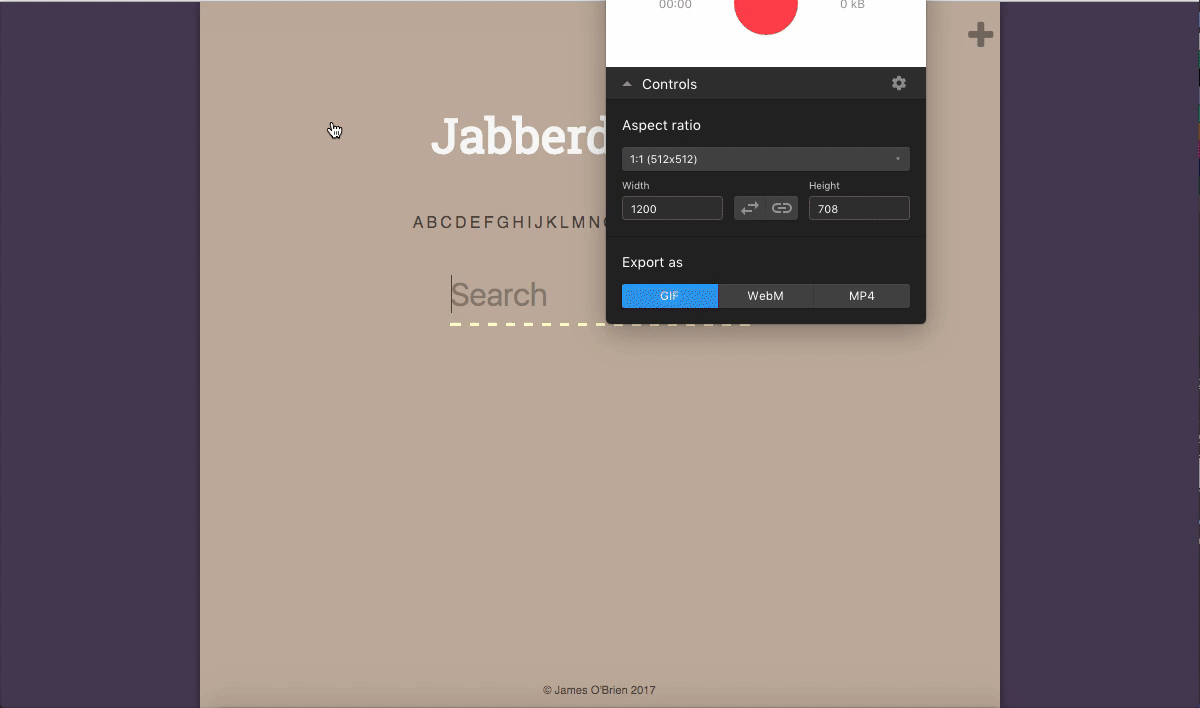 00:00 0 kB
Controls
Aspect ratio
1:1 (512x512)
Width Height
1200 708
Export as
GIF WebM MP4
Jabberd
ABCDEFGHIJKLMN
Search
© James O'Brien 2017